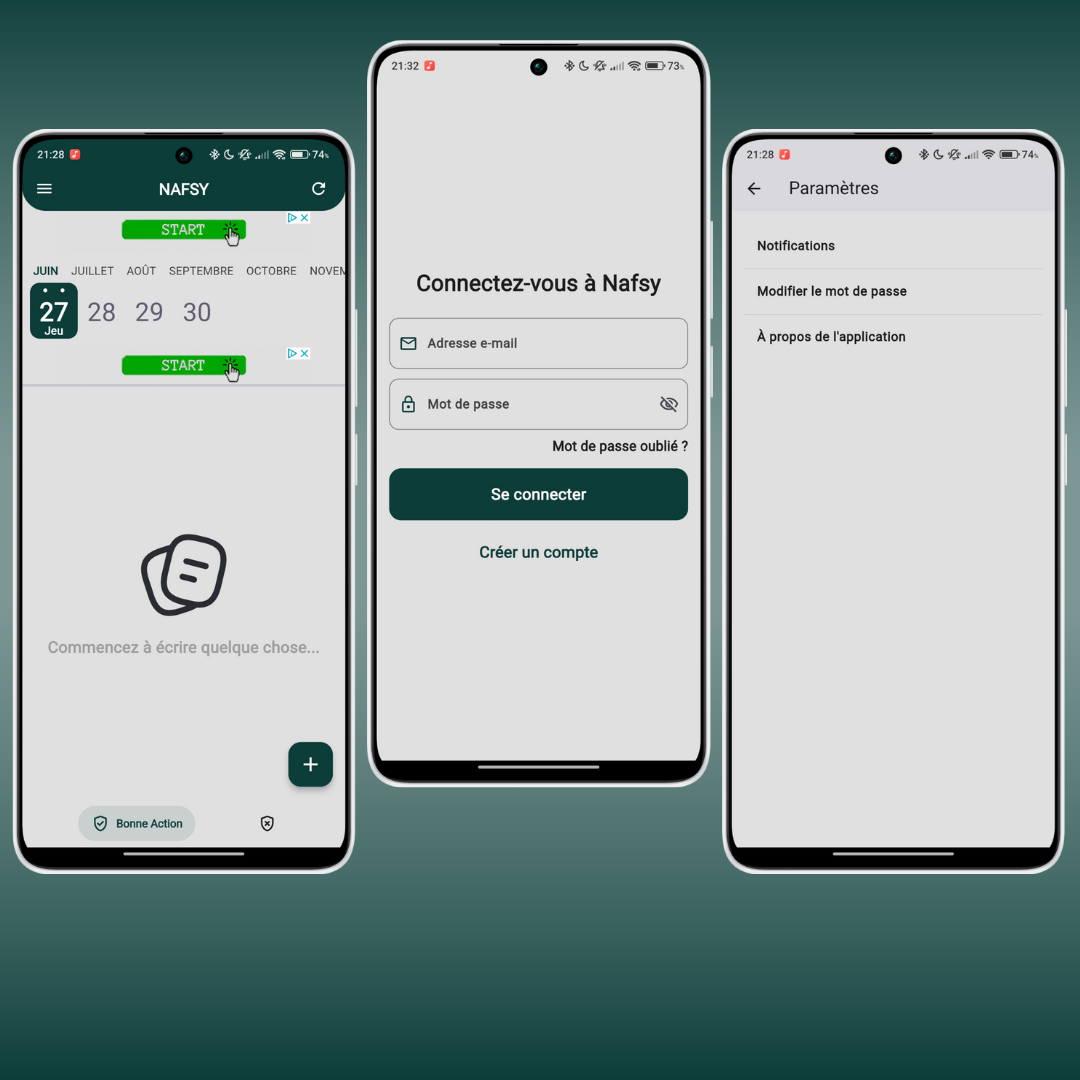 21:28
74%
NAFSY
START
JUIN JUILLET AOÛT SEPTEMBRE OCTOBRE NOVEM
27 28 29 30
Jeu
START
Commencez à écrire quelque chose...
+
Bonne Action
21:32
73%
Connectez-vous à Nafsy
Adresse e-mail
Mot de passe
Mot de passe oublié ?
Se connecter
Créer un compte
21:28
74%
Paramètres
Notifications
Modifier le mot de passe
À propos de l'application